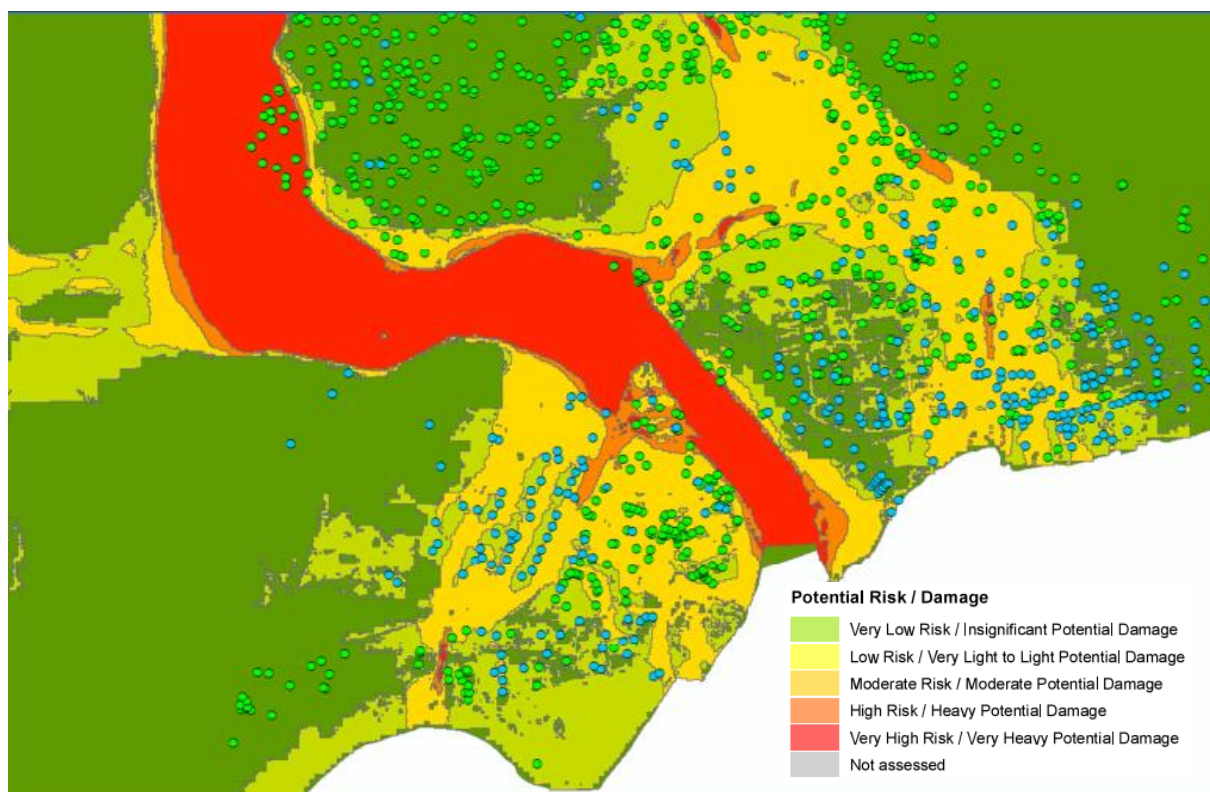 Potential Risk / Damage
Very Low Risk / Insignificant Potential Damage
Low Risk / Very Light to Light Potential Damage
Moderate Risk / Moderate Potential Damage
High Risk / Heavy Potential Damage
Very High Risk / Very Heavy Potential Damage
Not assessed